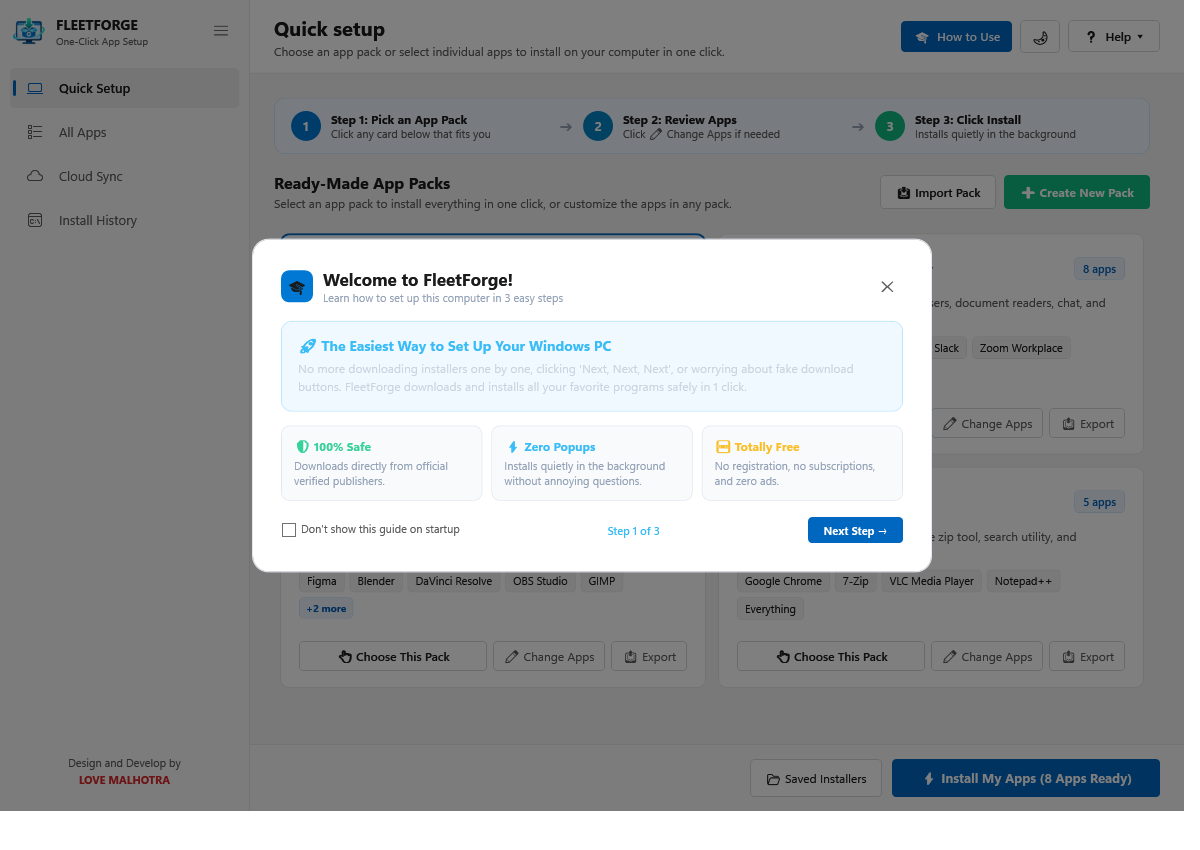 FLEETFORGE
One-Click App Setup
Quick Setup
All Apps
Cloud Sync
Install History
Design and Develop by
LOVE MALHOTRA
Quick setup
Choose an app pack or select individual apps to install on your computer in one click.
How to Use
? Help
1
Step 1: Pick an App Pack
Click any card below that fits you
→
2
Step 2: Review Apps
Click Change Apps if needed
→
3
Step 3: Click Install
Installs quietly in the background
Ready-Made App Packs
Select an app pack to install everything in one click, or customize the apps in any pack.
Import Pack
Create New Pack
8 apps
document readers, chat, and
Slack
Zoom Workplace
Change Apps
Export
5 apps
zip tool, search utility, and
Welcome to FleetForge!
Learn how to set up this computer in 3 easy steps
The Easiest Way to Set Up Your Windows PC
No more downloading installers one by one, clicking 'Next, Next, Next', or worrying about fake download
buttons. FleetForge downloads and installs all your favorite programs safely in 1 click.
100% Safe
Downloads directly from official
verified publishers.
Zero Popups
Installs quietly in the background
without annoying questions.
Totally Free
No registration, no subscriptions,
and zero ads.
Don't show this guide on startup
Step 1 of 3
Next Step →
Figma
Blender
DaVinci Resolve
OBS Studio
GIMP
+2 more
Choose This Pack
Change Apps
Export
Google Chrome
7-Zip
VLC Media Player
Notepad++
Everything
Choose This Pack
Change Apps
Export
Saved Installers
Install My Apps (8 Apps Ready)